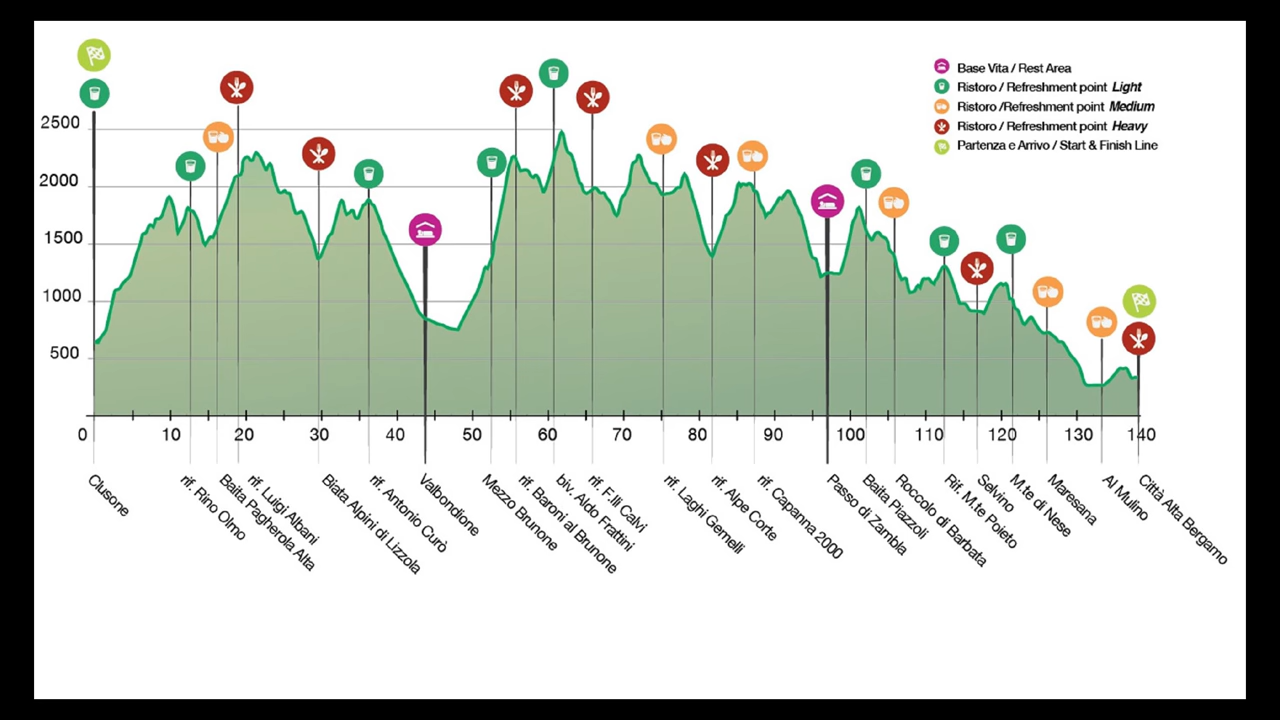 Base Vita / Rest Area
Ristoro / Refreshment point Light
Ristoro /Refreshment point Medium
Ristoro / Refreshment point Heavy
Partenza e Arrivo / Start & Finish Line
2500
2000
1500
1000
500
0 10 20 30 40 50 60 70 80 90 100 110 120 130 140
Clusone
rif. Rino Olmo
Baita Pagherola Alta
rif. Luigi Albani
Biata Alpini di Lizzola
rif. Antonio Curò
Valbondione
Mezzo Brunone
rif. Baroni al Brunone
biv. Aldo Frattini
rif. F.lli Calvi
rif. Laghi Gemelli
rif. Alpe Corte
rif. Capanna 2000
Passo di Zambla
Baita Piazzoli
Roccolo di Barbata
Rif. M.te Poieto
Selvino
M.te di Nese
Maresana
Al Mulino
Città Alta Bergamo